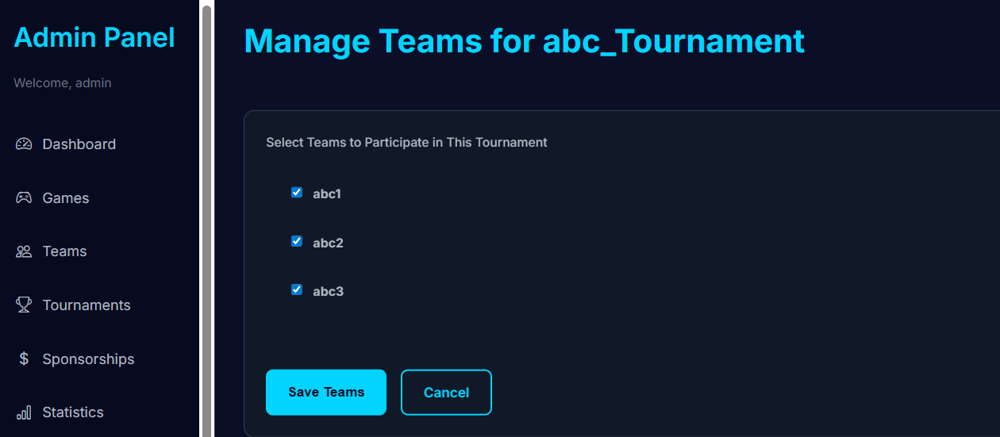 Admin Panel
Welcome, admin
Dashboard
Games
Teams
Tournaments
Sponsorships
Statistics
Manage Teams for abc_Tournament
Select Teams to Participate in This Tournament
abc1
abc2
abc3
Save Teams
Cancel